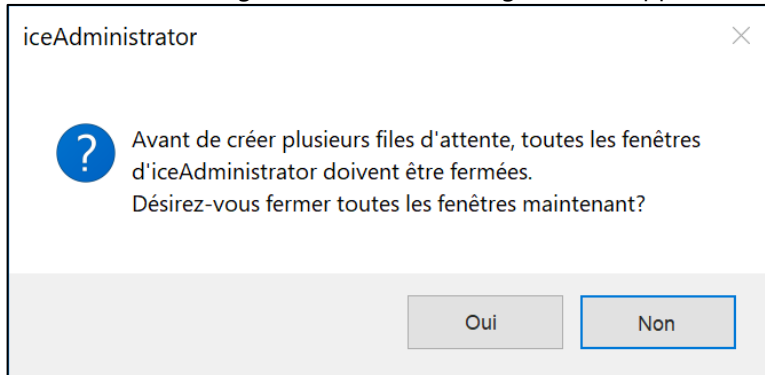 iceAdministrator
?
Avant de créer plusieurs files d'attente, toutes les fenêtres
d'iceAdministrator doivent être fermées.
Désirez-vous fermer toutes les fenêtres maintenant?
Oui
Non